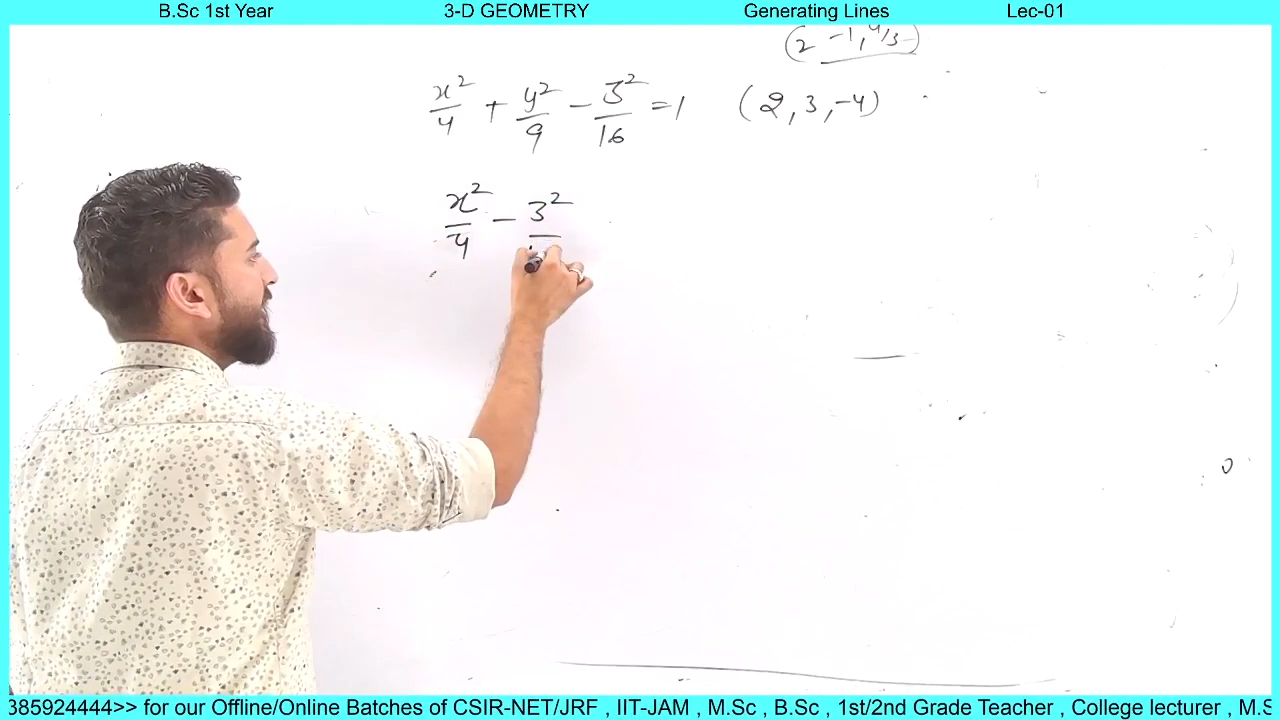 B.Sc 1st Year 3-D GEOMETRY Generating Lines Lec-01
(2 -1, 4/3)
x²/4 + y²/9 - z²/16 = 1 (2, 3, -4)
x²/4 - z²/
385924444>> for our Offline/Online Batches of CSIR-NET/JRF , IIT-JAM , M.Sc , B.Sc , 1st/2nd Grade Teacher , College lecturer , M.S